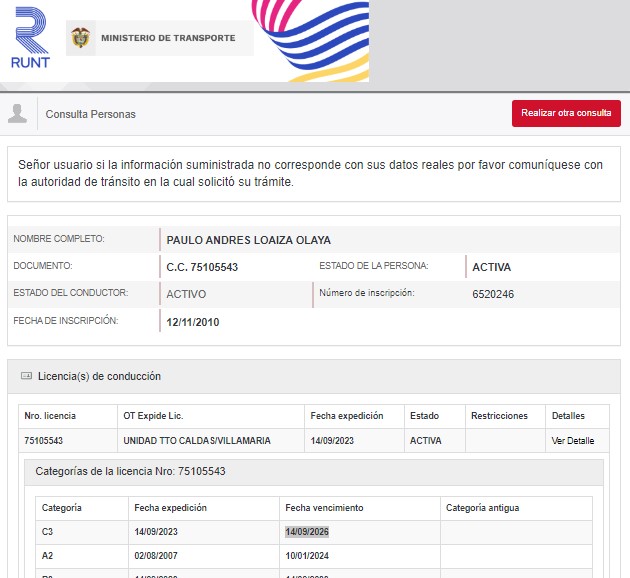 RUNT
MINISTERIO DE TRANSPORTE
Consulta Personas
Realizar otra consulta
Señor usuario si la información suministrada no corresponde con sus datos reales por favor comuníquese con
la autoridad de tránsito en la cual solicitó su trámite.
NOMBRE COMPLETO: PAULO ANDRES LOAIZA OLAYA
DOCUMENTO: C.C. 75105543 ESTADO DE LA PERSONA: ACTIVA
ESTADO DEL CONDUCTOR: ACTIVO Número de inscripción: 6520246
FECHA DE INSCRIPCIÓN: 12/11/2010
Licencia(s) de conducción
Nro. licencia OT Expide Lic. Fecha expedición Estado Restricciones Detalles
75105543 UNIDAD TTO CALDAS/VILLAMARIA 14/09/2023 ACTIVA Ver Detalle
Categorías de la licencia Nro: 75105543
Categoría Fecha expedición Fecha vencimiento Categoría antigua
C3 14/09/2023 14/09/2026
A2 02/08/2007 10/01/2024